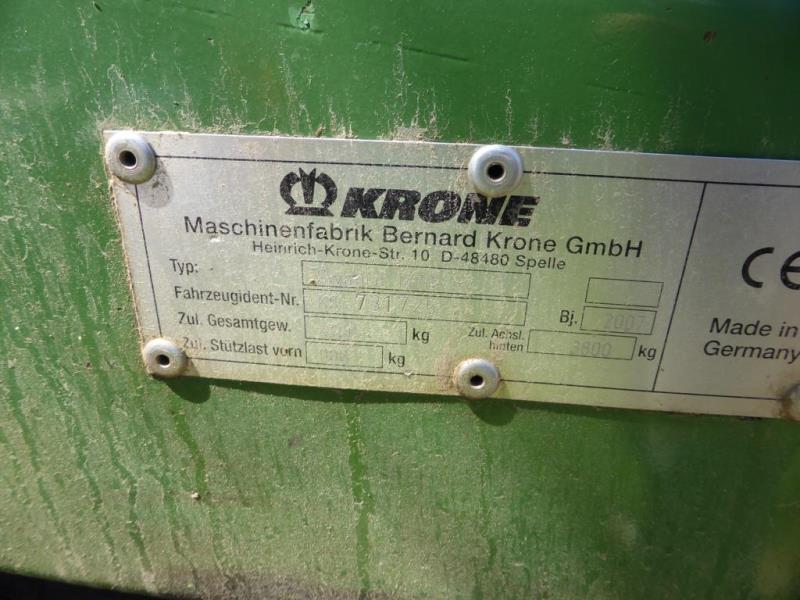 KRONE
Maschinenfabrik Bernard Krone GmbH
Heinrich-Krone-Str. 10 D-48480 Spelle
Typ:
Fahrzeugident-Nr. Bj. 2007
Zul. Gesamtgew. kg Zul. Achsl. hinten 3800 kg
Zul. Stützlast vorn kg
CE
Made in
Germany